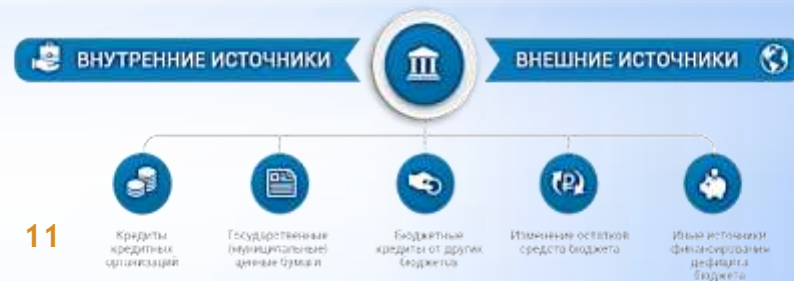 ВНУТРЕННИЕ ИСТОЧНИКИ
ВНЕШНИЕ ИСТОЧНИКИ
11
Кредиты
кредитных
организаций
Государственные
(муниципальные)
ценные бумаги
Бюджетные
кредиты от других
бюджетов
Изменение остатков
средств бюджета
Иные источники
финансирования
дефицита
бюджета